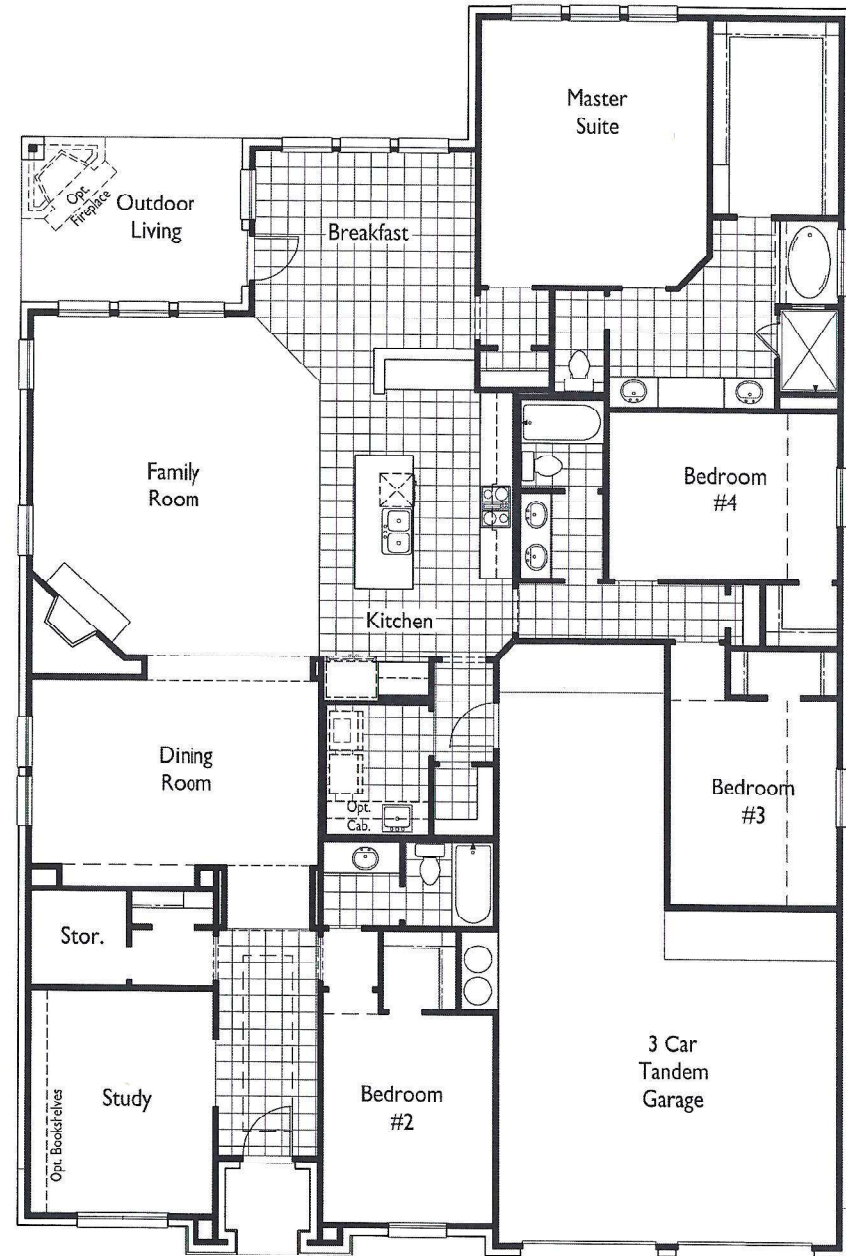 Master
Suite
Opt.
Fireplace
Outdoor
Living
Breakfast
Family
Room
Bedroom
#4
Kitchen
Dining
Room
Bedroom
#3
Opt.
Cab.
Stor.
3 Car
Tandem
Garage
Study
Opt. Bookshelves
Bedroom
#2